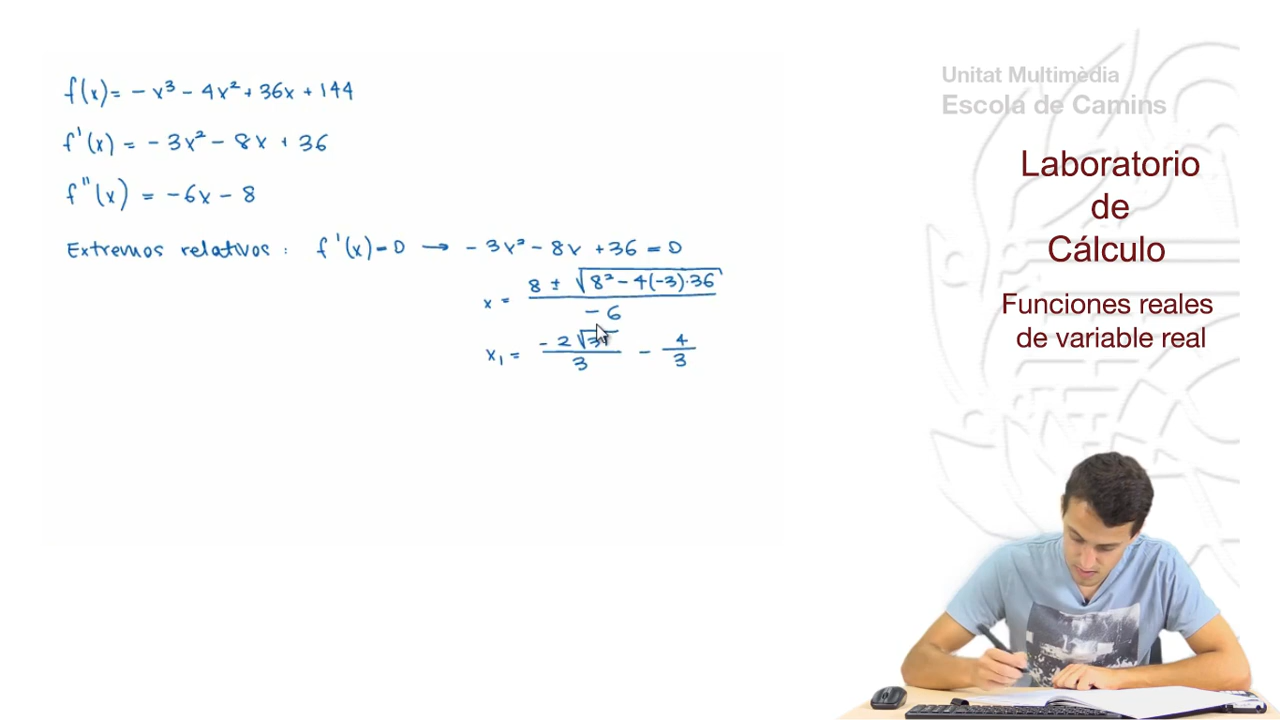 f(x) = - x³ - 4x² + 36x + 144
f'(x) = - 3x² - 8x + 36
f''(x) = - 6x - 8
Extremos relativos : f'(x) = 0 → - 3x² - 8x + 36 = 0
x = 8 ± √(8² - 4(-3)·36) / -6
x₁ = - 2√ / 3 - 4/3
Unitat Multimèdia
Escola de Camins
Laboratorio
de
Cálculo
Funciones reales
de variable real